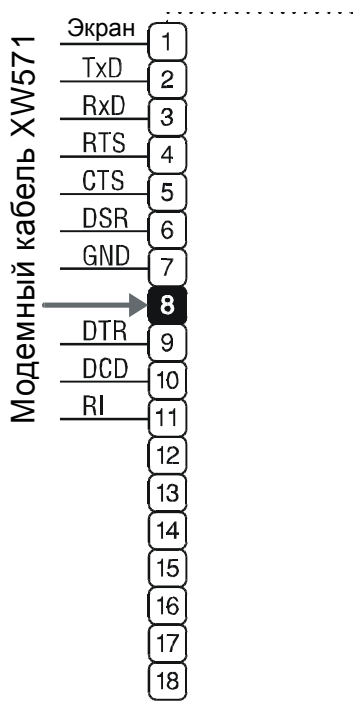 Модемный кабель XW571
Экран 1
TxD 2
RxD 3
RTS 4
CTS 5
DSR 6
GND 7
8
DTR 9
DCD 10
RI 11
12
13
14
15
16
17
18